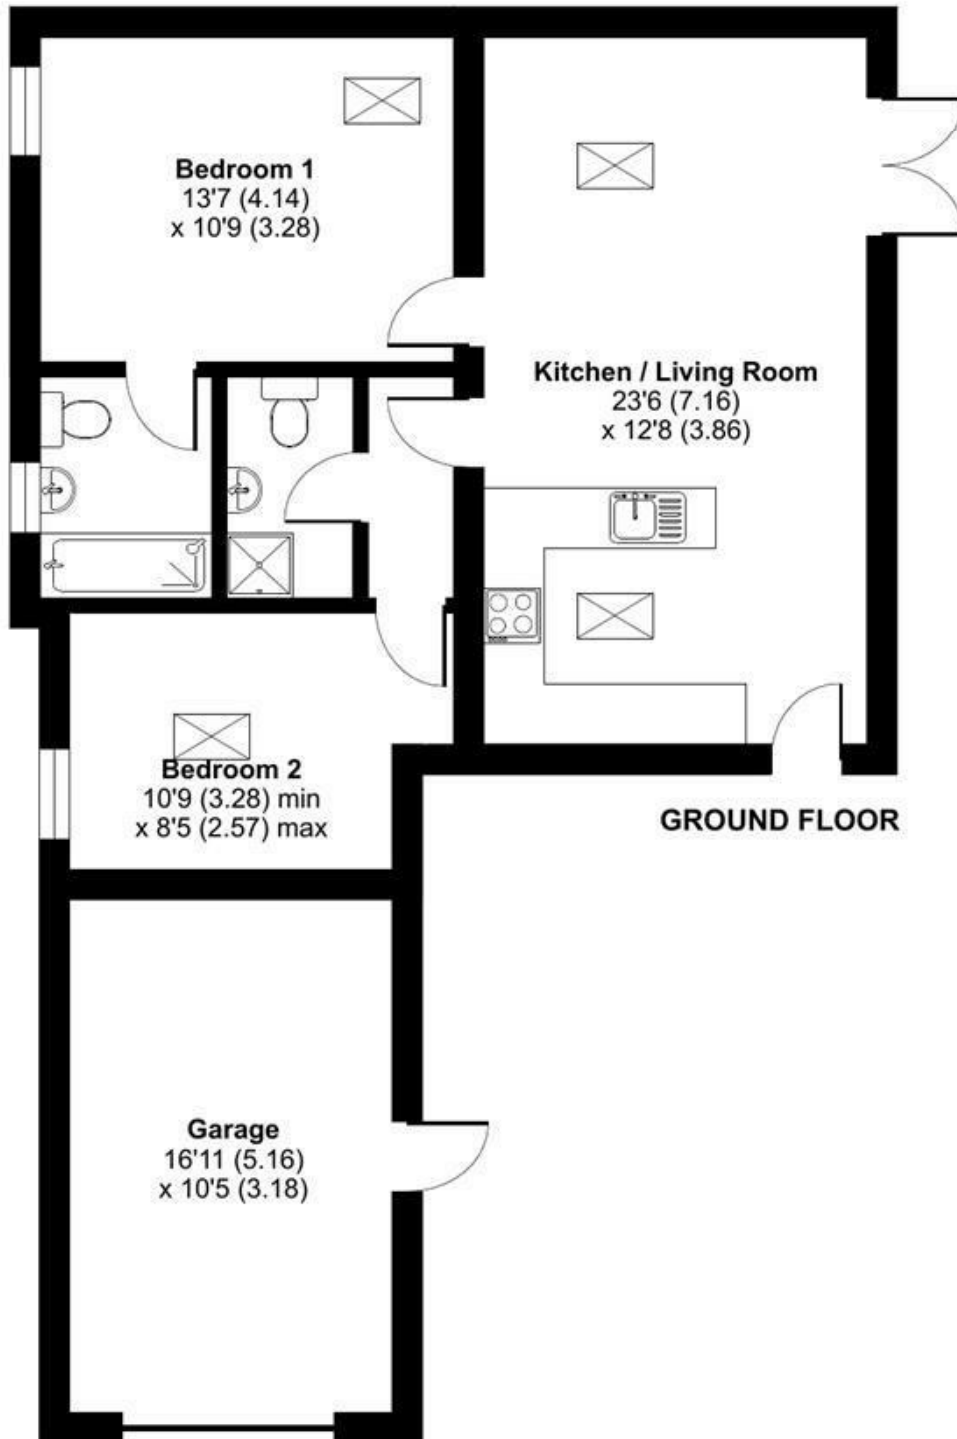 Bedroom 1
13'7 (4.14)
x 10'9 (3.28)
Kitchen / Living Room
23'6 (7.16)
x 12'8 (3.86)
Bedroom 2
10'9 (3.28) min
x 8'5 (2.57) max
GROUND FLOOR
Garage
16'11 (5.16)
x 10'5 (3.18)